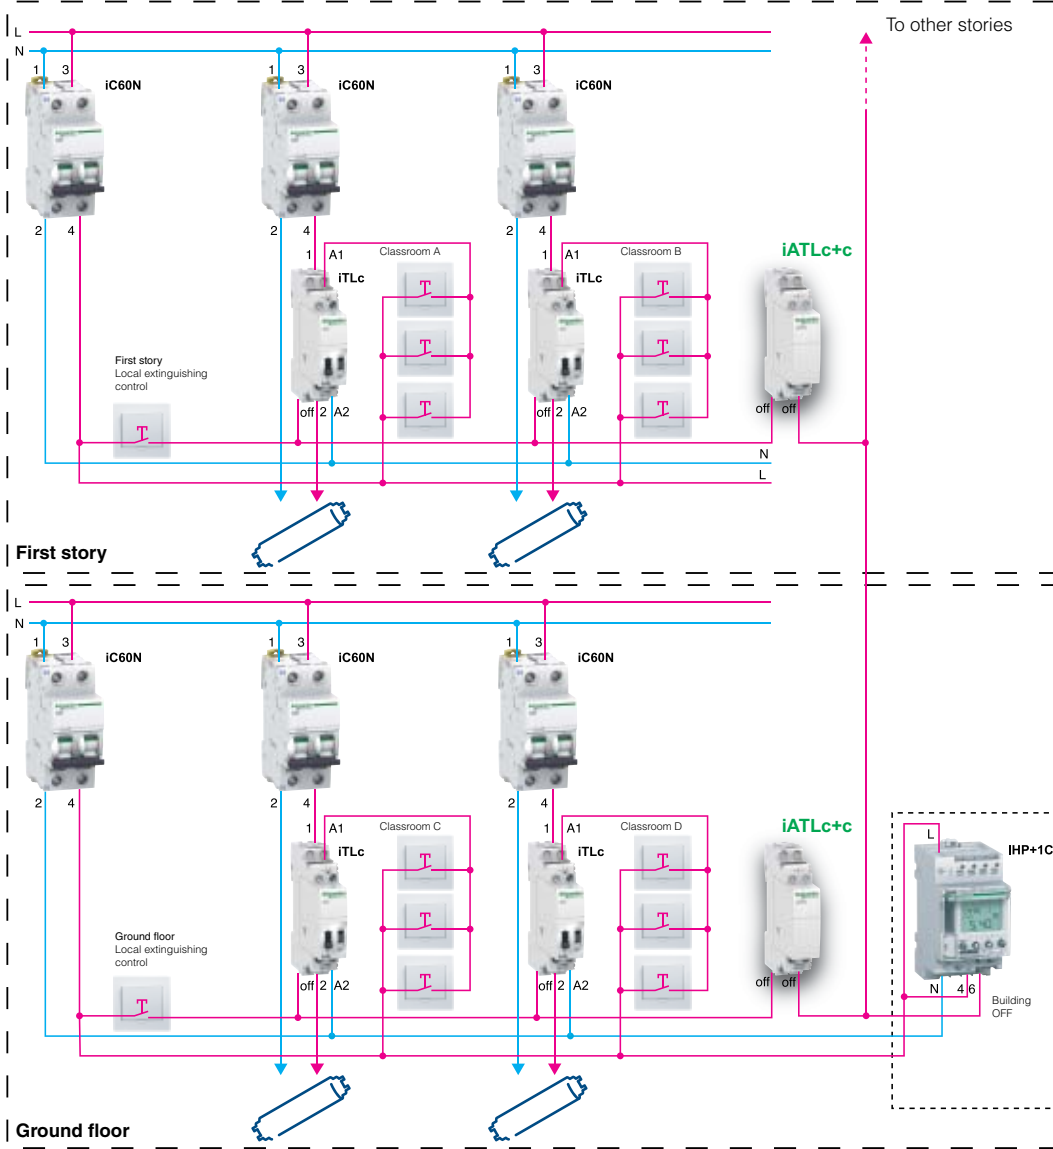 To other stories
L
N
1 3
iC60N
1 3
iC60N
1 3
iC60N
2 4
2 4
2 4
1 A1
Classroom A
1 A1
Classroom B
iATLc+c
iTLc
iTLc
First story
Local extinguishing
control
off 2 A2
off 2 A2
off off
N
L
First story
L
N
1 3
iC60N
1 3
iC60N
1 3
iC60N
2 4
2 4
2 4
1 A1
Classroom C
1 A1
Classroom D
iATLc+c
L
IHP+1C
iTLc
iTLc
Ground floor
Local extinguishing
control
off 2 A2
off 2 A2
off off
N 4 6
Building
OFF
Ground floor